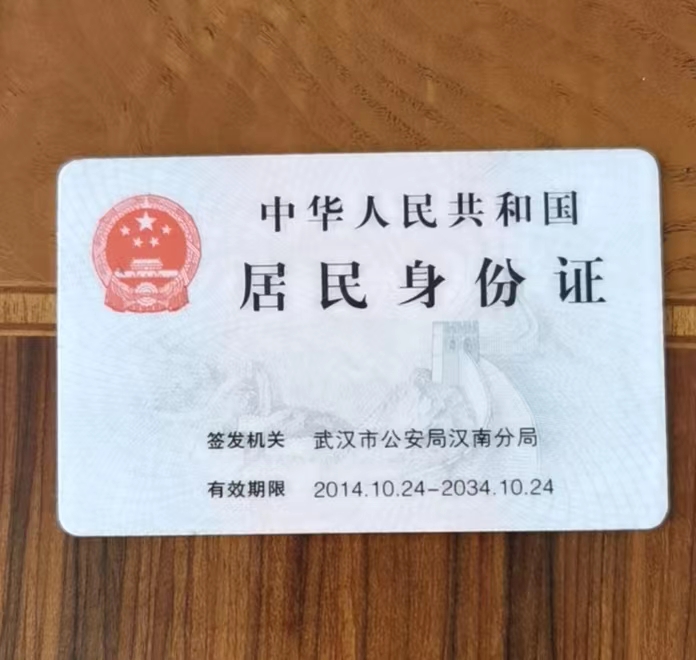 中华人民共和国
居民身份证
签发机关 武汉市公安局汉南分局
有效期限 2014.10.24-2034.10.24